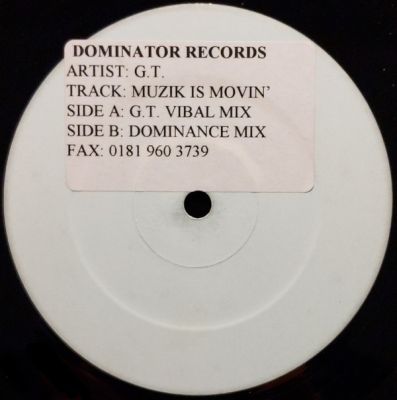 DOMINATOR RECORDS
ARTIST: G.T.
TRACK: MUZIK IS MOVIN'
SIDE A: G.T. VIBAL MIX
SIDE B: DOMINANCE MIX
FAX: 0181 960 3739